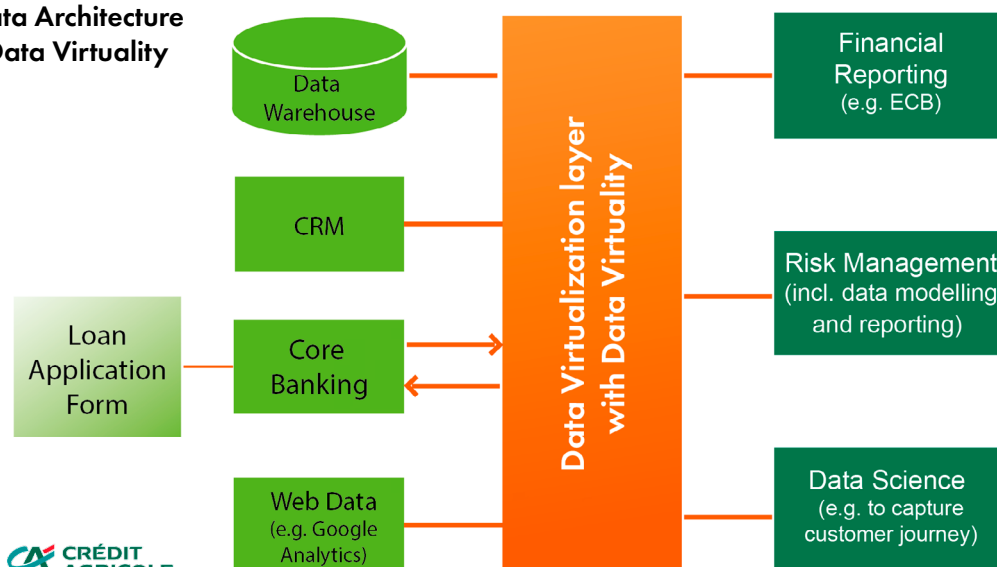 ata Architecture
Data Virtuality
Data
Warehouse
CRM
Loan
Application
Form
Core
Banking
Web Data
(e.g. Google
Analytics)
Data Virtualization layer
with Data Virtuality
Financial
Reporting
(e.g. ECB)
Risk Management
(incl. data modelling
and reporting)
Data Science
(e.g. to capture
customer journey)
CRÉDIT
AGRICOLE